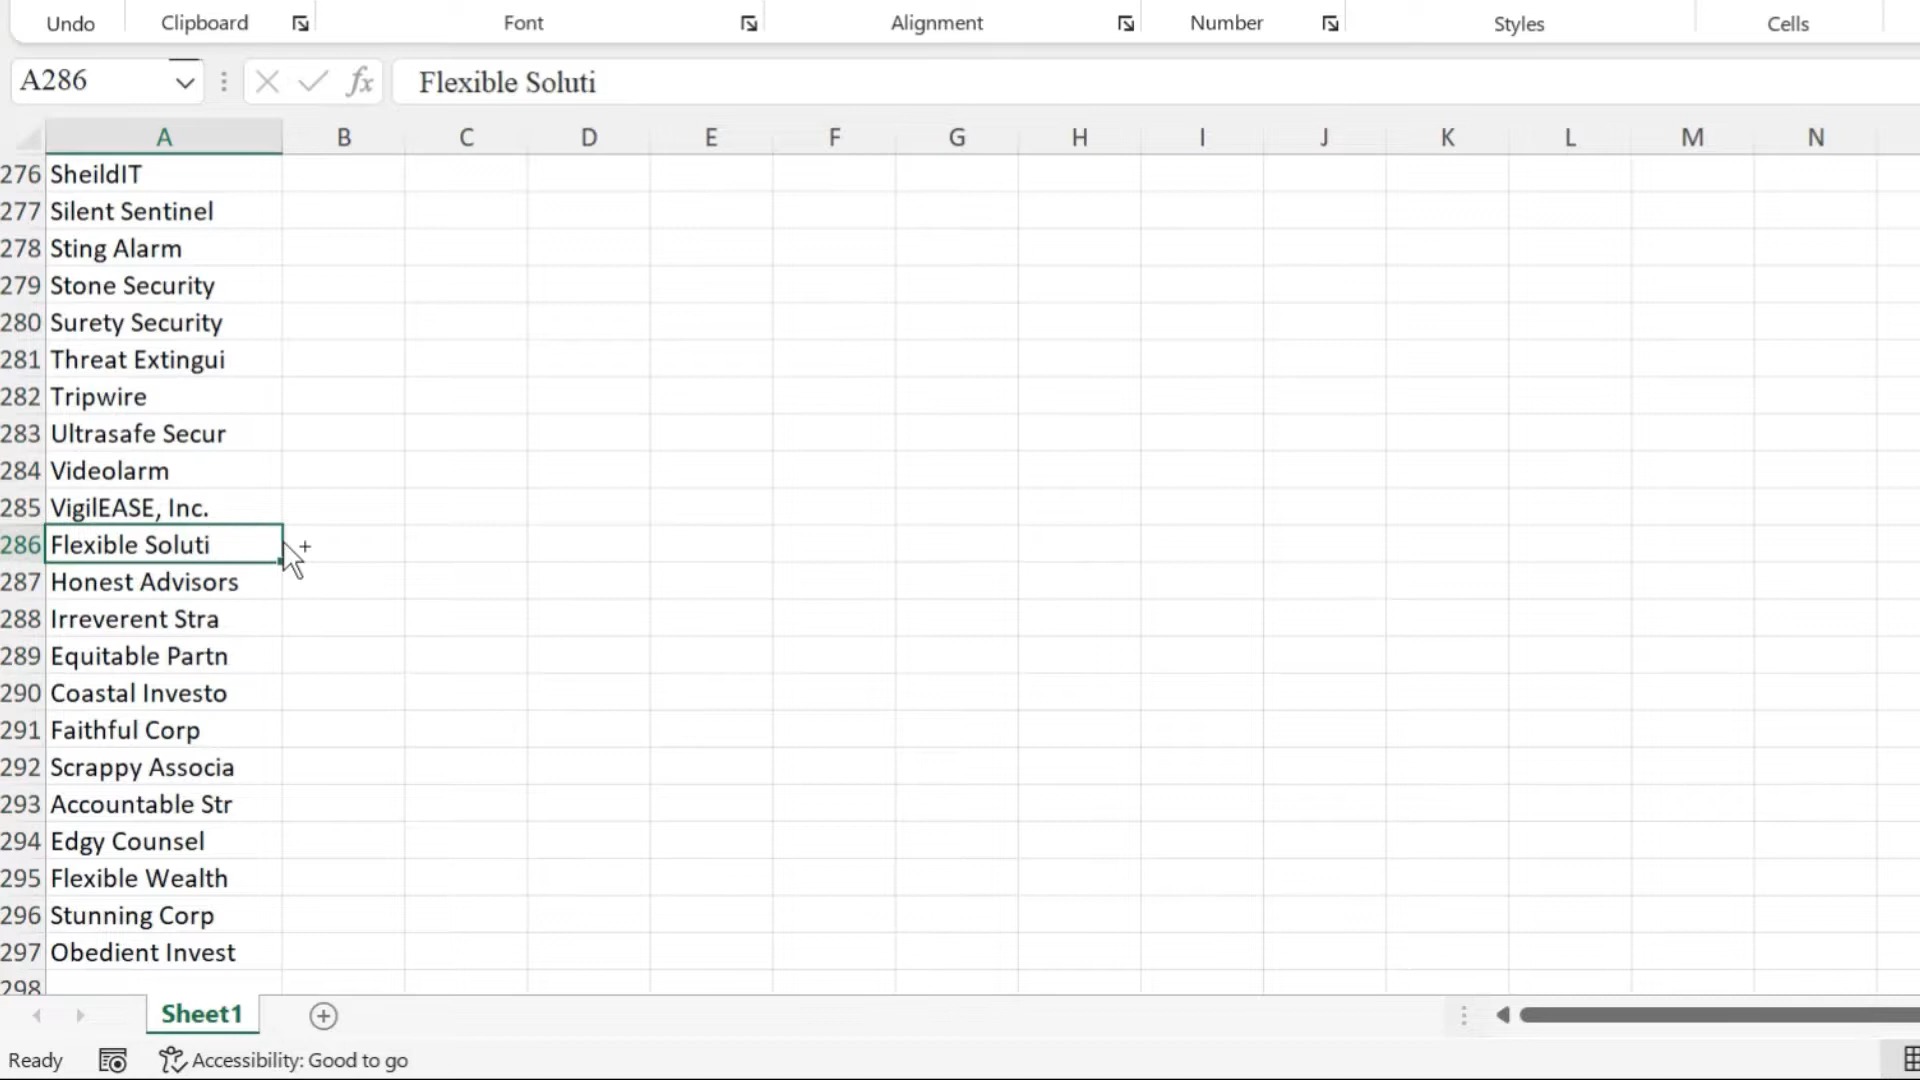 Undo Clipboard Font Alignment Number Styles Cells
A286 fx Flexible Soluti
A B C D E F G H I J K L M N
276 SheildIT
277 Silent Sentinel
278 Sting Alarm
279 Stone Security
280 Surety Security
281 Threat Extingui
282 Tripwire
283 Ultrasafe Secur
284 Videolarm
285 VigilEASE, Inc.
286 Flexible Soluti
287 Honest Advisors
288 Irreverent Stra
289 Equitable Partn
290 Coastal Investo
291 Faithful Corp
292 Scrappy Associa
293 Accountable Str
294 Edgy Counsel
295 Flexible Wealth
296 Stunning Corp
297 Obedient Invest
298
Sheet1
Ready Accessibility: Good to go